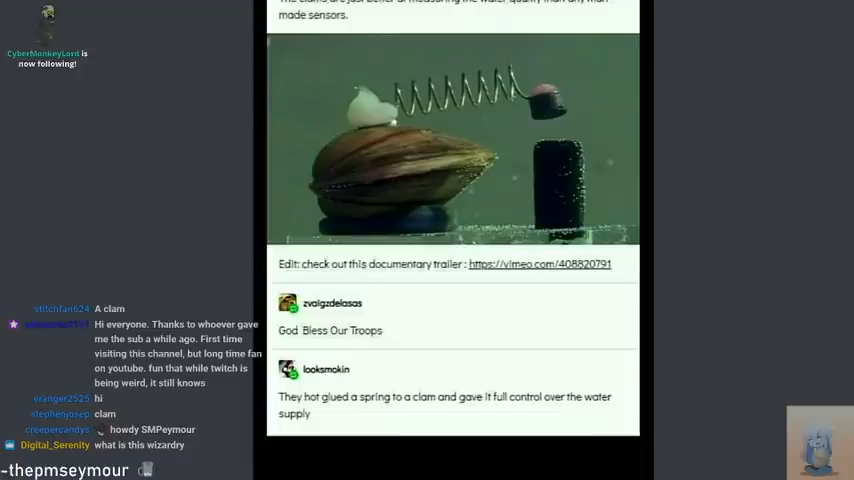 CyberMonkeyLord is
now following!
made sensors.
Edit: check out this documentary trailer : https://vimeo.com/408820791
zvaigzdelasas
God Bless Our Troops
looksmokin
They hot glued a spring to a clam and gave it full control over the water
supply
stitchfan624 A clam
Hi everyone. Thanks to whoever gave
me the sub a while ago. First time
visiting this channel, but long time fan
on youtube. fun that while twitch is
being weird, it still knows
eranger2525 hi
stephenjosep clam
creepercandys howdy SMPeymour
Digital_Serenity what is this wizardry
-thepmseymour